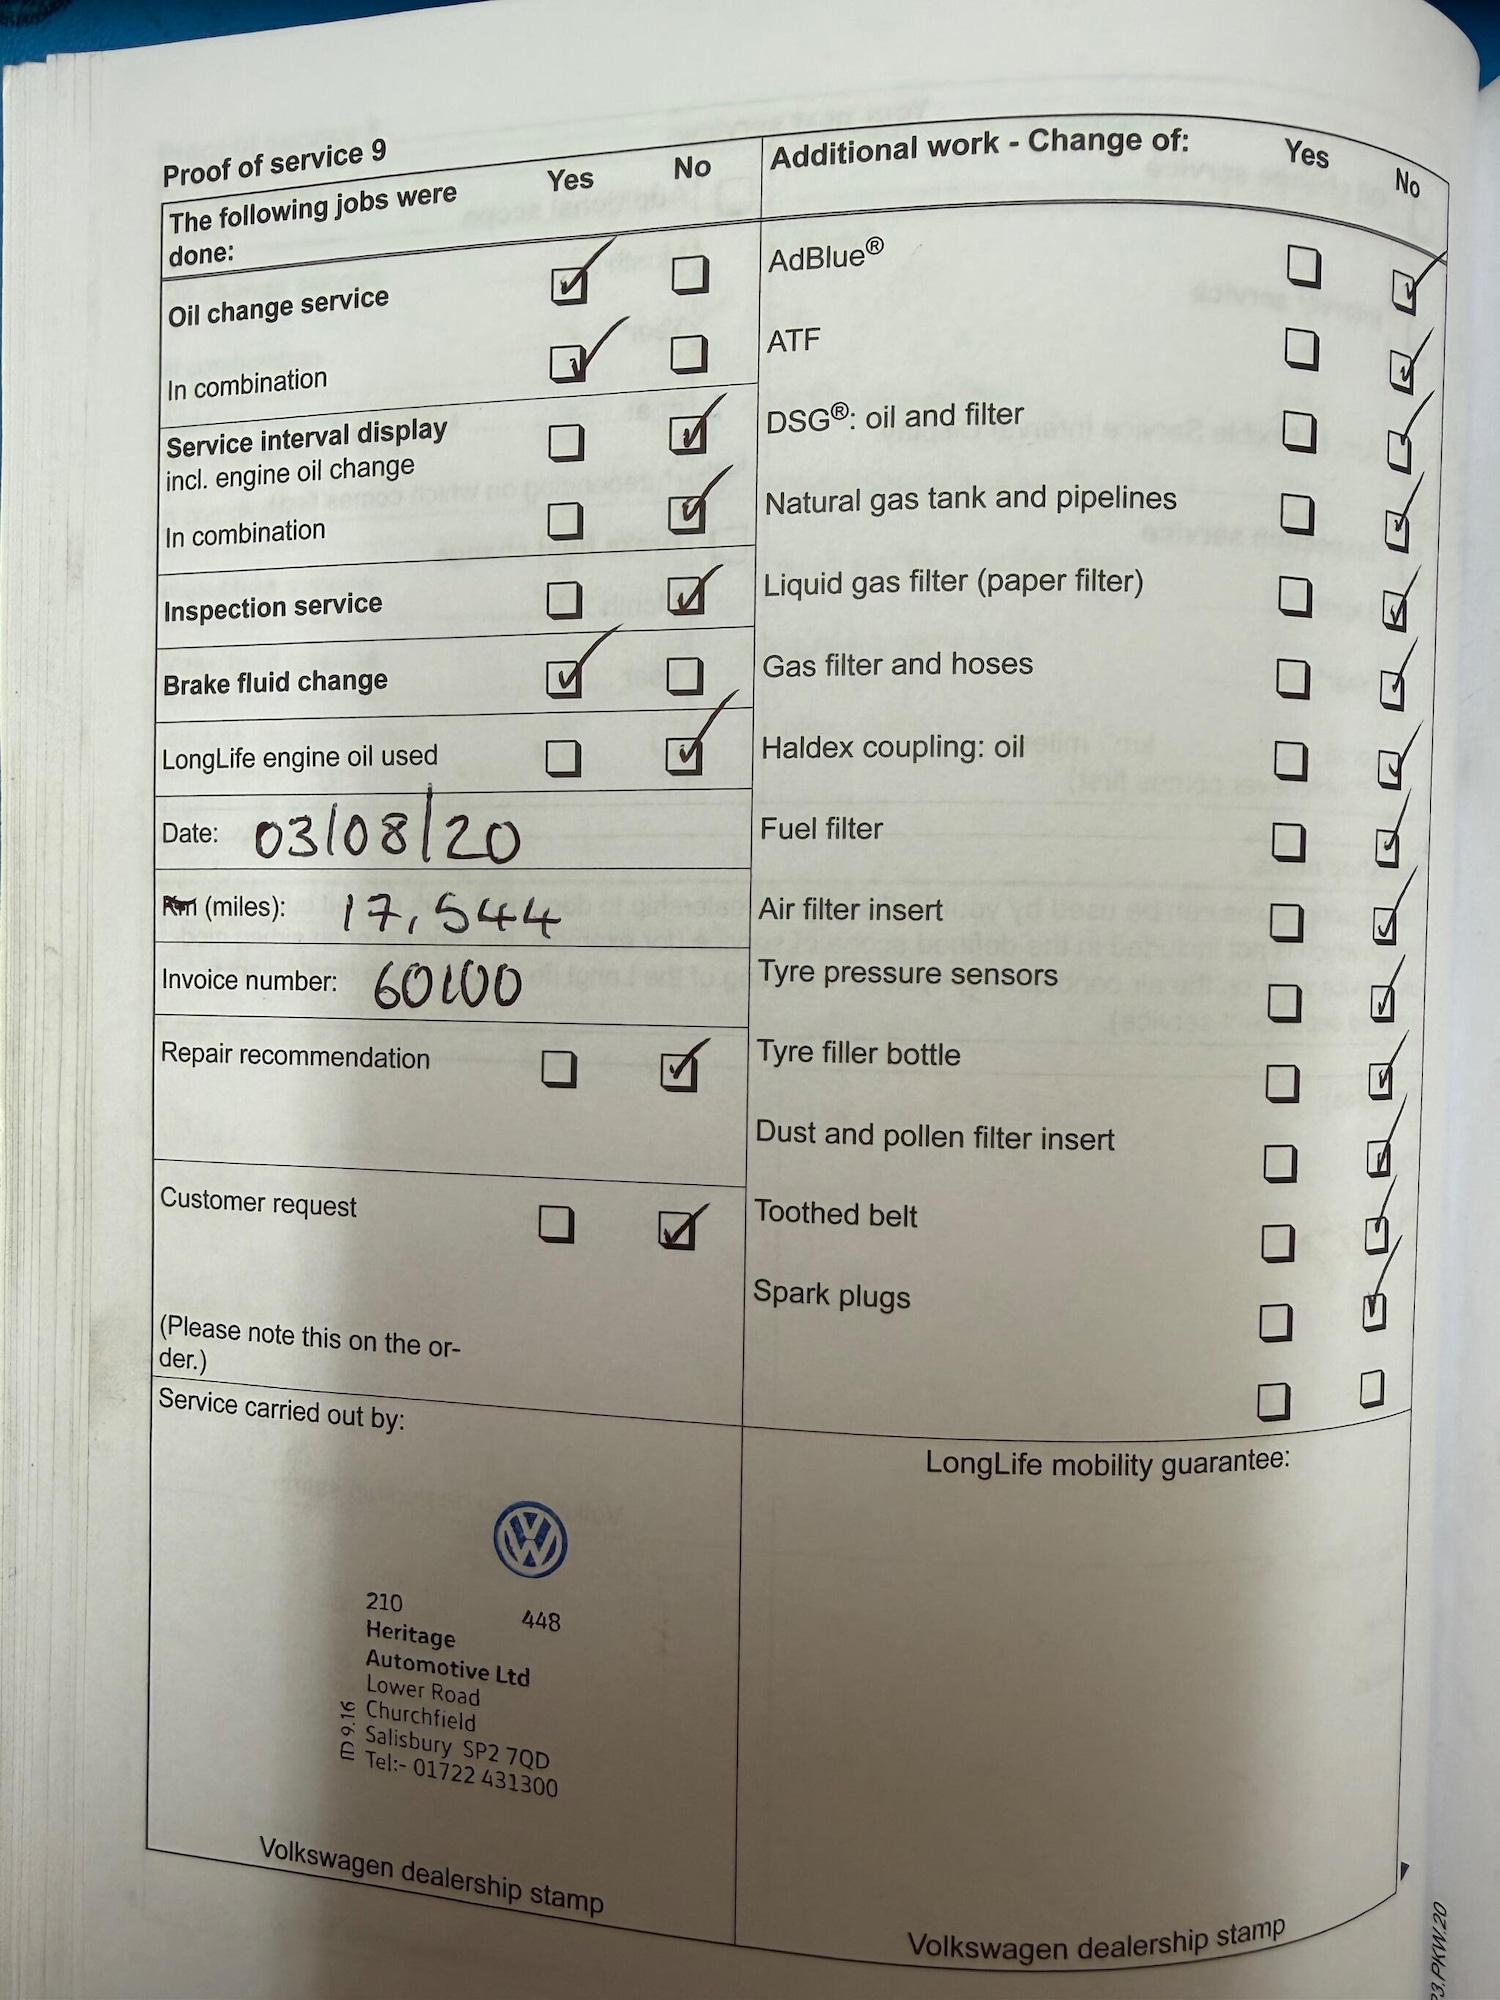 Proof of service 9
The following jobs were
done:
Yes No
Oil change service
In combination
Service interval display
incl. engine oil change
In combination
Inspection service
Brake fluid change
LongLife engine oil used
Date: 03/08/20
Km (miles): 17,544
Invoice number: 60100
Repair recommendation
Customer request
(Please note this on the or-
der.)
Service carried out by:
210 448
Heritage
Automotive Ltd
Lower Road
Churchfield
Salisbury SP2 7QD
Tel:- 01722 431300
ID 9.16
Volkswagen dealership stamp
Additional work - Change of: Yes No
AdBlue®
ATF
DSG®: oil and filter
Natural gas tank and pipelines
Liquid gas filter (paper filter)
Gas filter and hoses
Haldex coupling: oil
Fuel filter
Air filter insert
Tyre pressure sensors
Tyre filler bottle
Dust and pollen filter insert
Toothed belt
Spark plugs
LongLife mobility guarantee:
Volkswagen dealership stamp